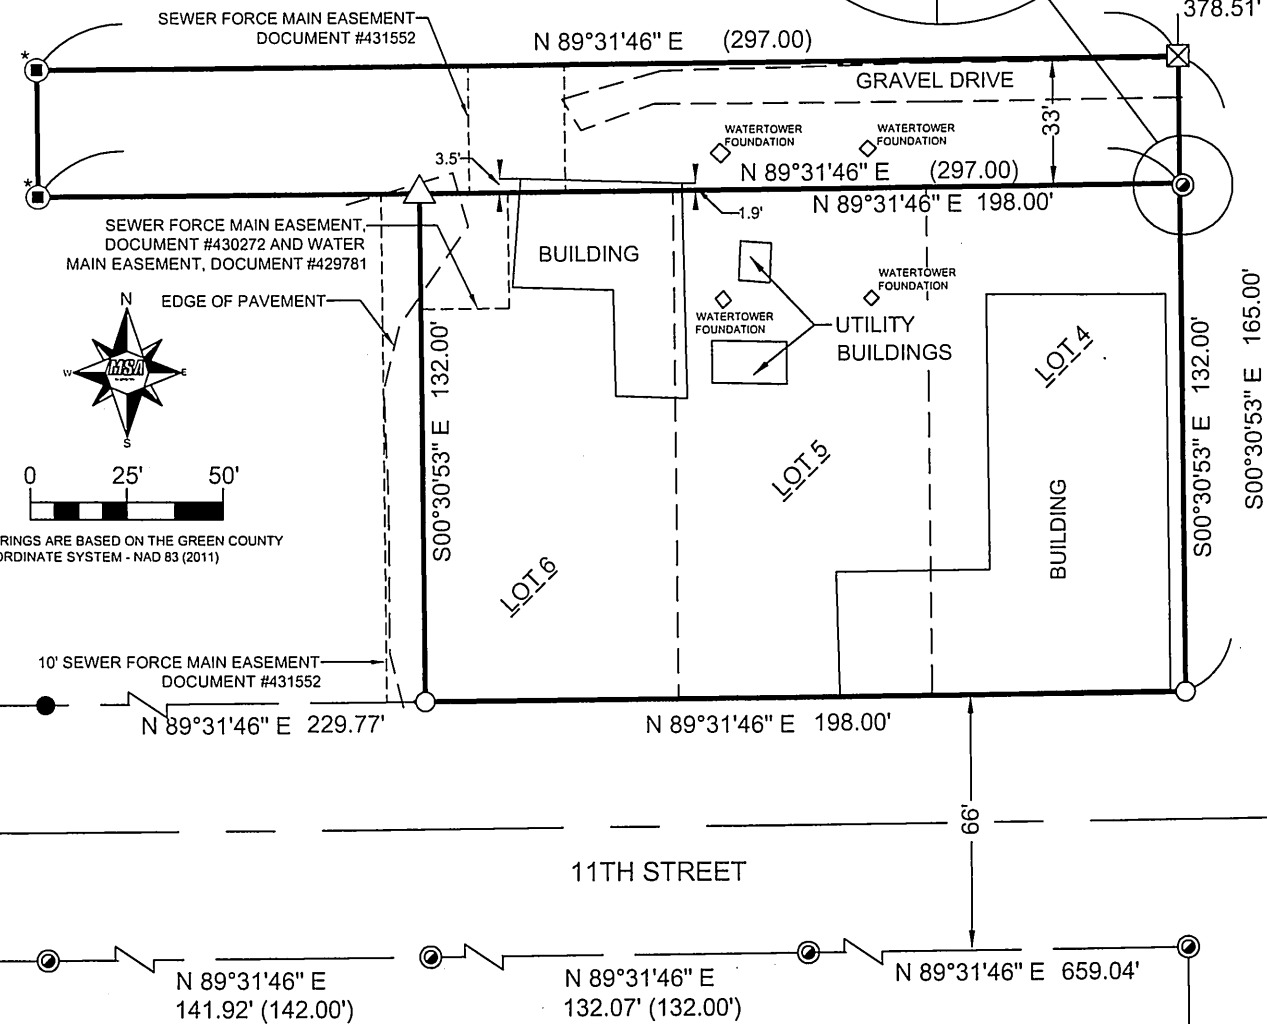 SEWER FORCE MAIN EASEMENT
DOCUMENT #431552
N 89°31'46" E (297.00)
378.51'
GRAVEL DRIVE
33'
WATERTOWER
FOUNDATION
WATERTOWER
FOUNDATION
3.5'
N 89°31'46" E (297.00)
N 89°31'46" E 198.00'
1.9'
*
*
SEWER FORCE MAIN EASEMENT,
DOCUMENT #430272 AND WATER
MAIN EASEMENT, DOCUMENT #429781
BUILDING
EDGE OF PAVEMENT
WATERTOWER
FOUNDATION
WATERTOWER
FOUNDATION
UTILITY
BUILDINGS
LOT 4
LOT 5
LOT 6
BUILDING
S00°30'53" E 132.00'
S00°30'53" E 132.00'
S00°30'53" E 165.00'
N
W
MSA
E
S
0 25' 50'
RINGS ARE BASED ON THE GREEN COUNTY
ORDINATE SYSTEM - NAD 83 (2011)
10' SEWER FORCE MAIN EASEMENT
DOCUMENT #431552
N 89°31'46" E 229.77'
N 89°31'46" E 198.00'
66'
11TH STREET
N 89°31'46" E
141.92' (142.00')
N 89°31'46" E
132.07' (132.00')
N 89°31'46" E 659.04'